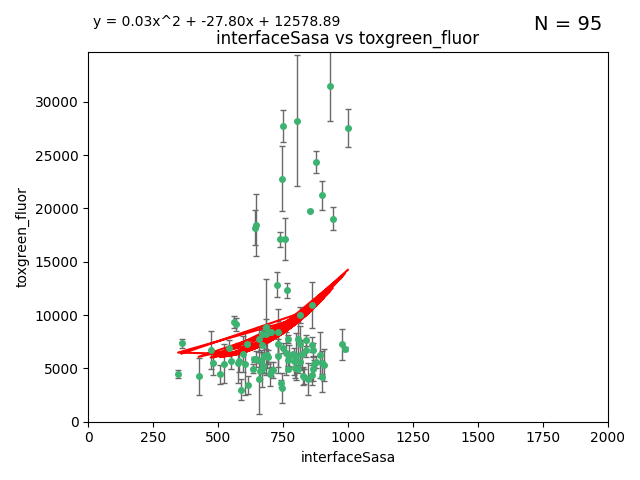 y = 0.03x^2 + -27.80x + 12578.89
N = 95
interfaceSasa vs toxgreen_fluor
30000
25000
20000
15000
10000
5000
0
toxgreen_fluor
0 250 500 750 1000 1250 1500 1750 2000
interfaceSasa